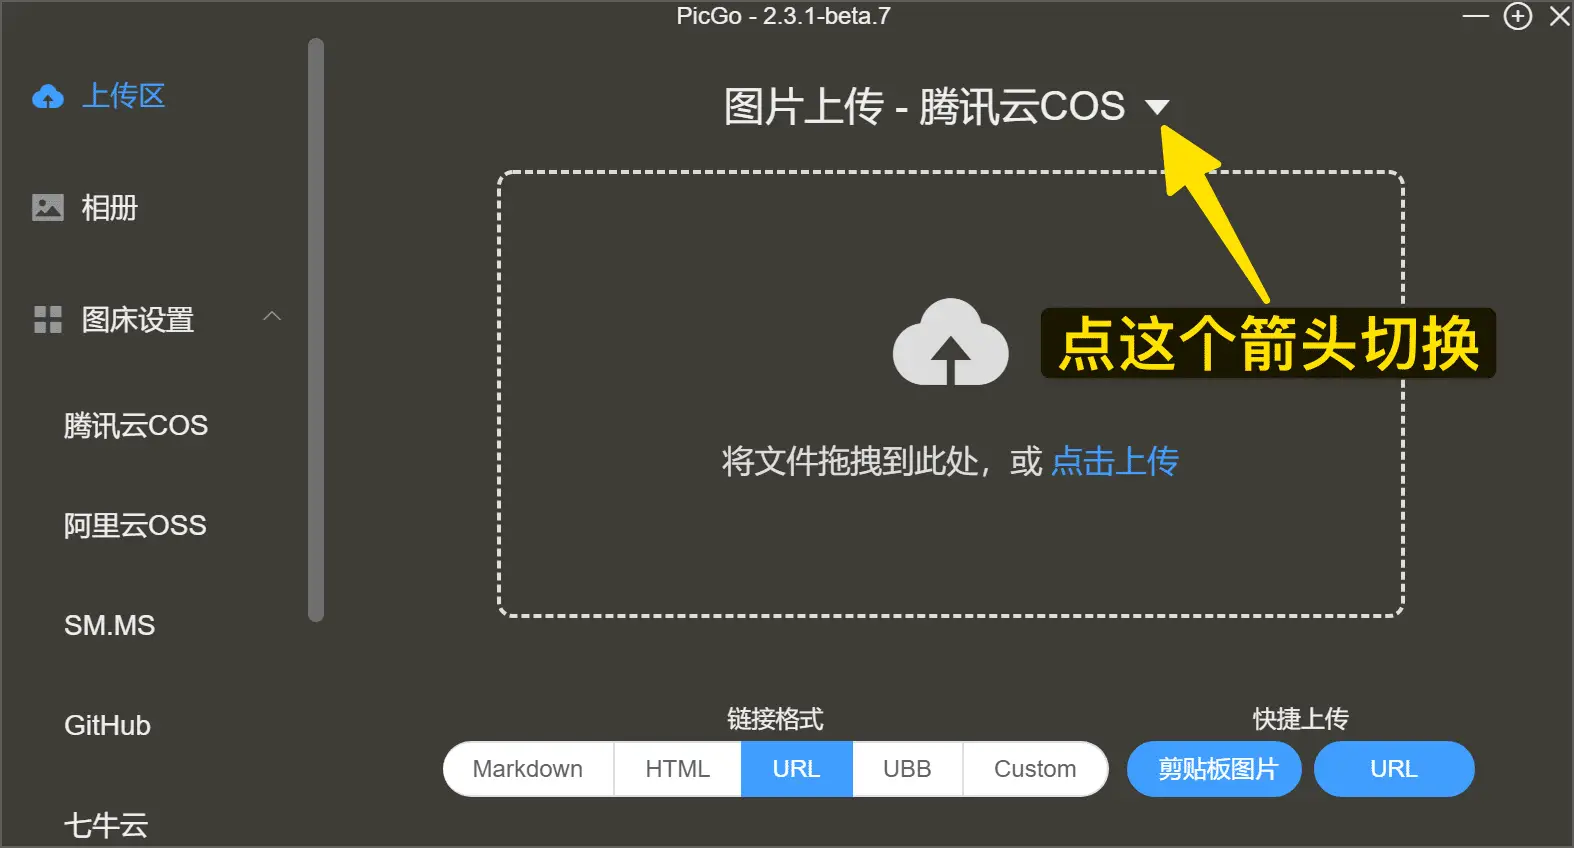 PicGo - 2.3.1-beta.7
上传区
相册
图床设置
腾讯云COS
阿里云OSS
SM.MS
GitHub
七牛云
图片上传 - 腾讯云COS
点这个箭头切换
将文件拖拽到此处，或 点击上传
链接格式
Markdown HTML URL UBB Custom
快捷上传
剪贴板图片 URL